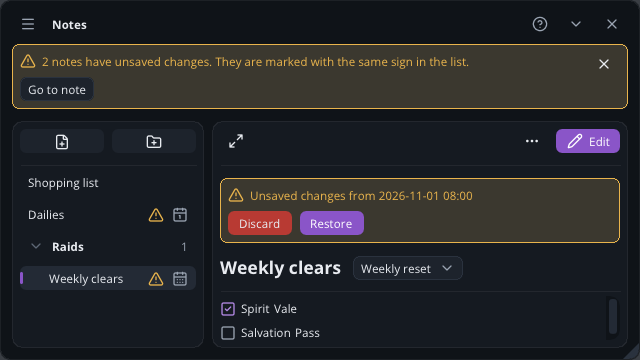 Notes
2 notes have unsaved changes. They are marked with the same sign in the list.
Go to note
Edit
Shopping list
Dailies
Raids 1
Weekly clears
Unsaved changes from 2026-11-01 08:00
Discard Restore
Weekly clears Weekly reset
Spirit Vale
Salvation Pass